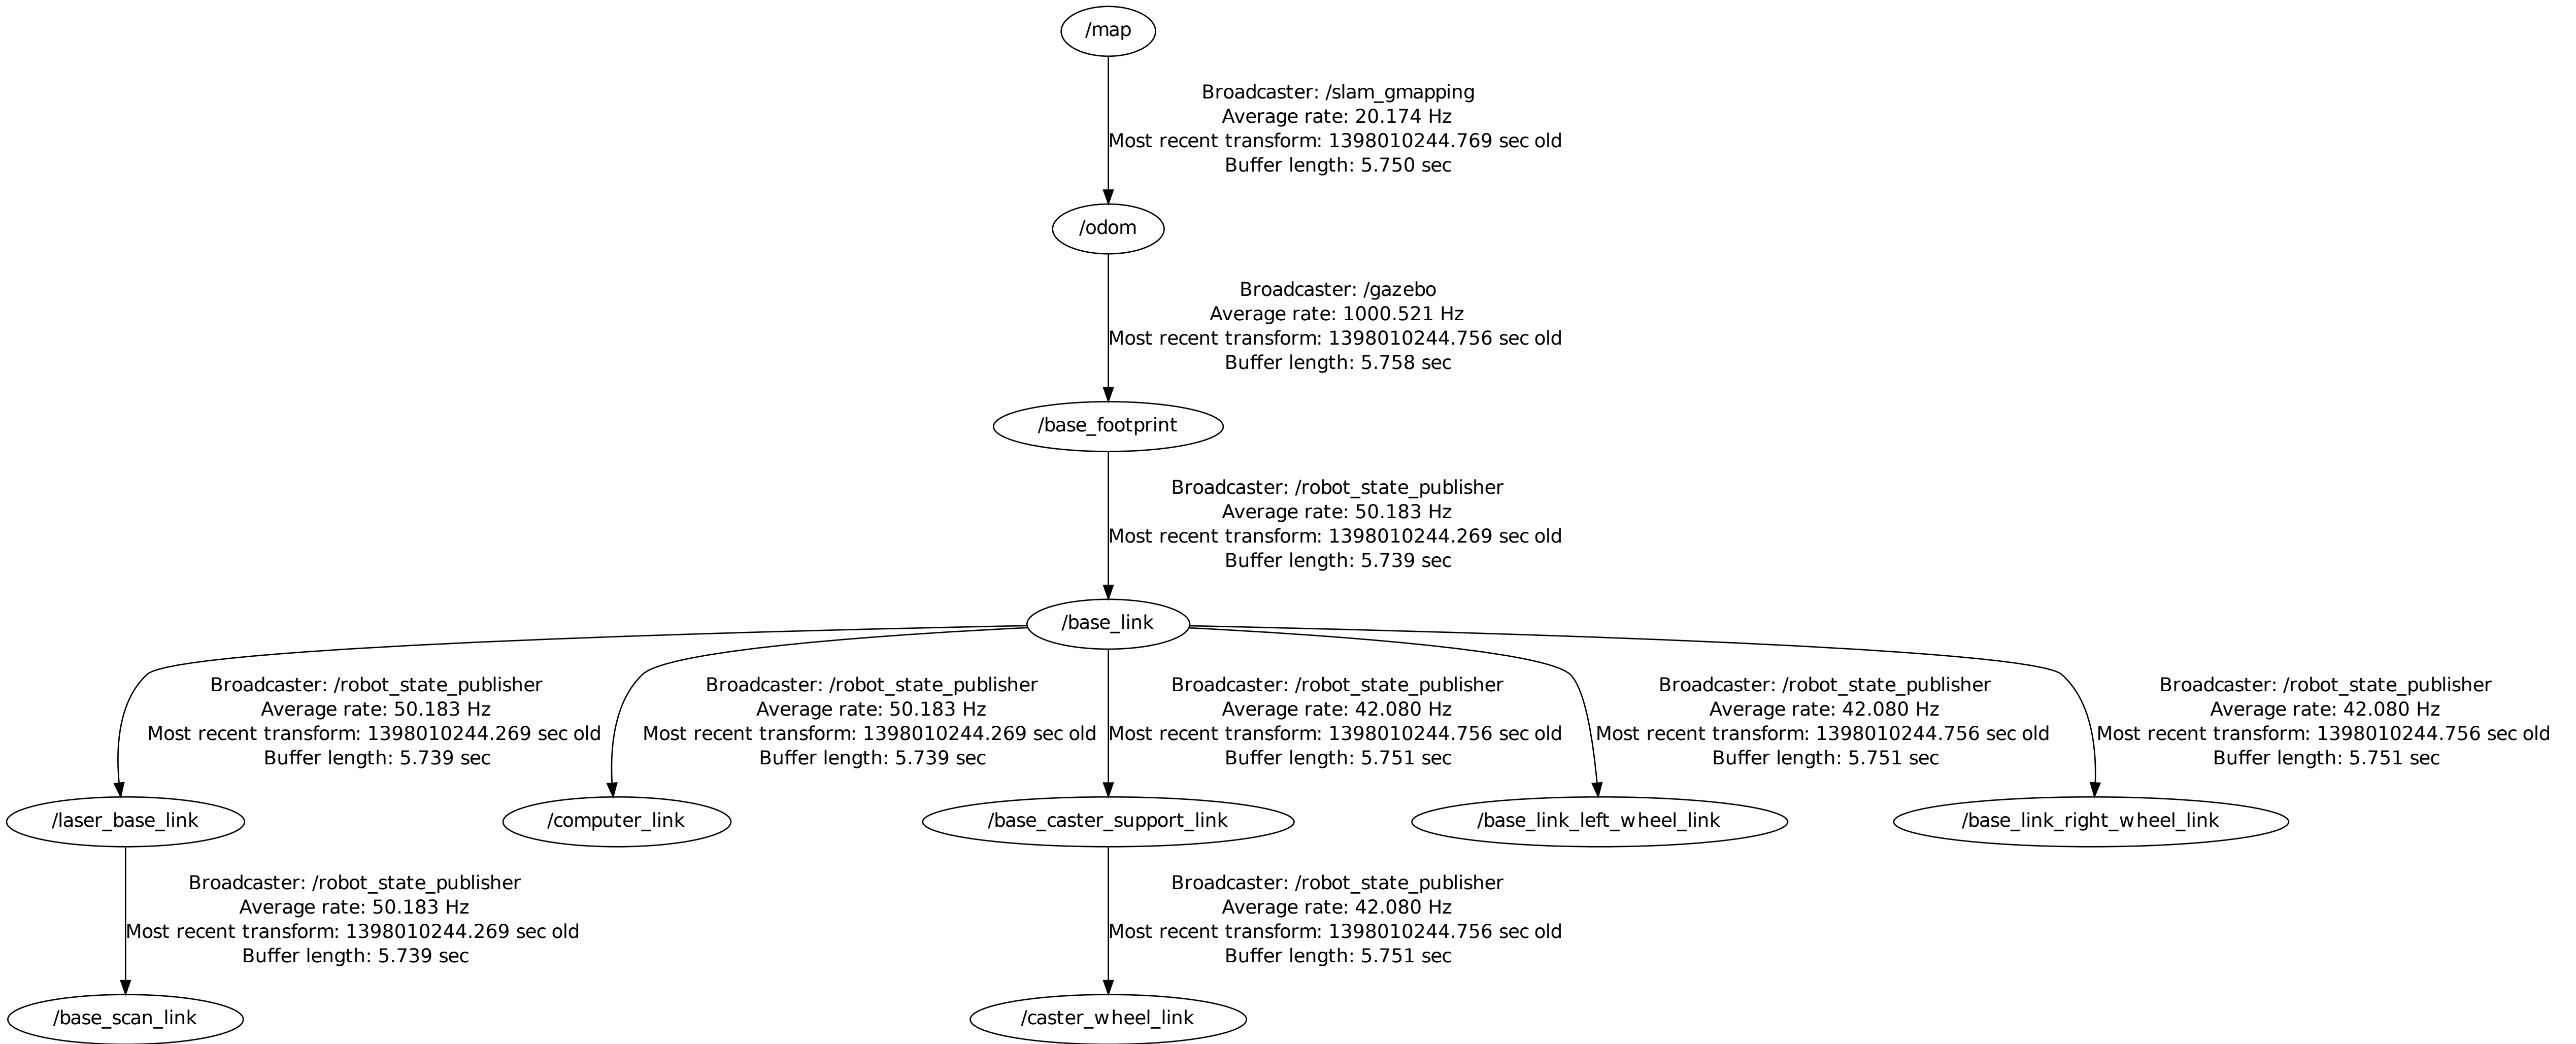 /map
Broadcaster: /slam_gmapping
Average rate: 20.174 Hz
Most recent transform: 1398010244.769 sec old
Buffer length: 5.750 sec
/odom
Broadcaster: /gazebo
Average rate: 1000.521 Hz
Most recent transform: 1398010244.756 sec old
Buffer length: 5.758 sec
/base_footprint
Broadcaster: /robot_state_publisher
Average rate: 50.183 Hz
Most recent transform: 1398010244.269 sec old
Buffer length: 5.739 sec
/base_link
Broadcaster: /robot_state_publisher
Average rate: 50.183 Hz
Most recent transform: 1398010244.269 sec old
Buffer length: 5.739 sec
Broadcaster: /robot_state_publisher
Average rate: 50.183 Hz
Most recent transform: 1398010244.269 sec old
Buffer length: 5.739 sec
Broadcaster: /robot_state_publisher
Average rate: 42.080 Hz
Most recent transform: 1398010244.756 sec old
Buffer length: 5.751 sec
Broadcaster: /robot_state_publisher
Average rate: 42.080 Hz
Most recent transform: 1398010244.756 sec old
Buffer length: 5.751 sec
Broadcaster: /robot_state_publisher
Average rate: 42.080 Hz
Most recent transform: 1398010244.756 sec old
Buffer length: 5.751 sec
/laser_base_link
/computer_link
/base_caster_support_link
/base_link_left_wheel_link
/base_link_right_wheel_link
Broadcaster: /robot_state_publisher
Average rate: 50.183 Hz
Most recent transform: 1398010244.269 sec old
Buffer length: 5.739 sec
Broadcaster: /robot_state_publisher
Average rate: 42.080 Hz
Most recent transform: 1398010244.756 sec old
Buffer length: 5.751 sec
/base_scan_link
/caster_wheel_link